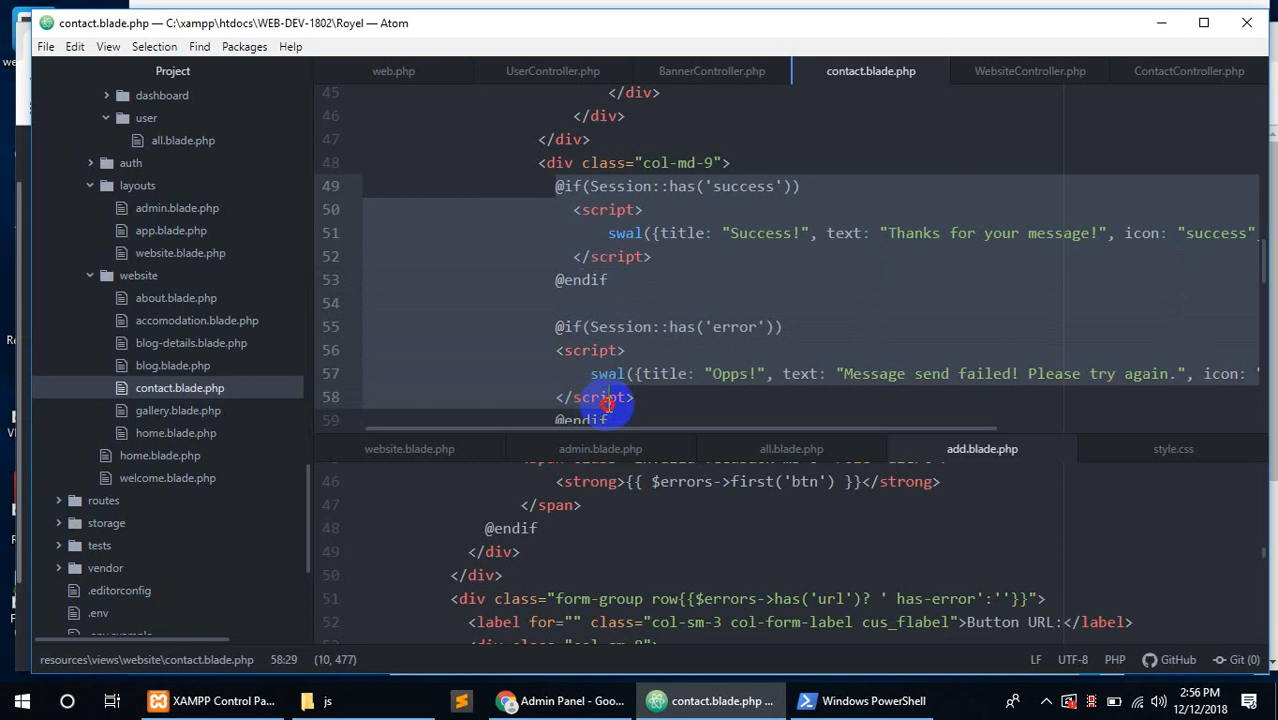 contact.blade.php — C:\xampp\htdocs\WEB-DEV-1802\Royel — Atom
File Edit View Selection Find Packages Help
Project
web.php UserController.php BannerController.php contact.blade.php WebsiteController.php ContactController.php
dashboard
user
all.blade.php
auth
layouts
admin.blade.php
app.blade.php
website.blade.php
website
about.blade.php
accomodation.blade.php
blog-details.blade.php
blog.blade.php
contact.blade.php
gallery.blade.php
home.blade.php
home.blade.php
welcome.blade.php
routes
storage
tests
vendor
.editorconfig
.env
.env.example
45 </div>
46 </div>
47 </div>
48 <div class="col-md-9">
49 @if(Session::has('success'))
50 <script>
51 swal({title: "Success!", text: "Thanks for your message!", icon: "success"
52 </script>
53 @endif
54
55 @if(Session::has('error'))
56 <script>
57 swal({title: "Opps!", text: "Message send failed! Please try again.", icon: "
58 </script>
59 @endif
website.blade.php admin.blade.php all.blade.php add.blade.php style.css
46 <strong>{{ $errors->first('btn') }}</strong>
47 </span>
48 @endif
49 </div>
50 </div>
51 <div class="form-group row{{$errors->has('url')? ' has-error':''}}">
52 <label for="" class="col-sm-3 col-form-label cus_flabel">Button URL:</label>
<div class="col-sm-8">
resources\views\website\contact.blade.php 58:29 (10, 477) LF UTF-8 PHP GitHub Git (0)
XAMPP Control Pa... js Admin Panel - Goo... contact.blade.php ... Windows PowerShell 2:56 PM
12/12/2018